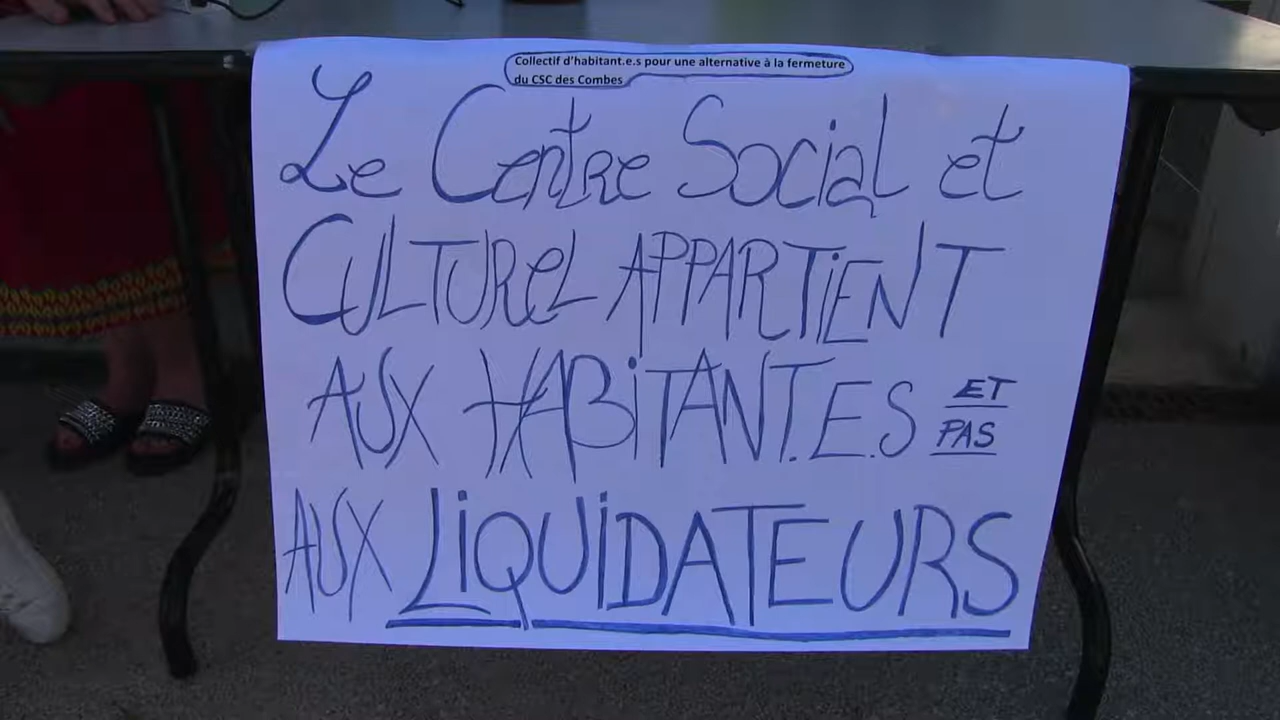 Collectif d'habitant.e.s pour une alternative à la fermeture
du CSC des Combes
Le Centre Social et
CULTUREL APPARTIENT
AUX HABITANT.E.S ET
PAS
AUX LIQUIDATEURS